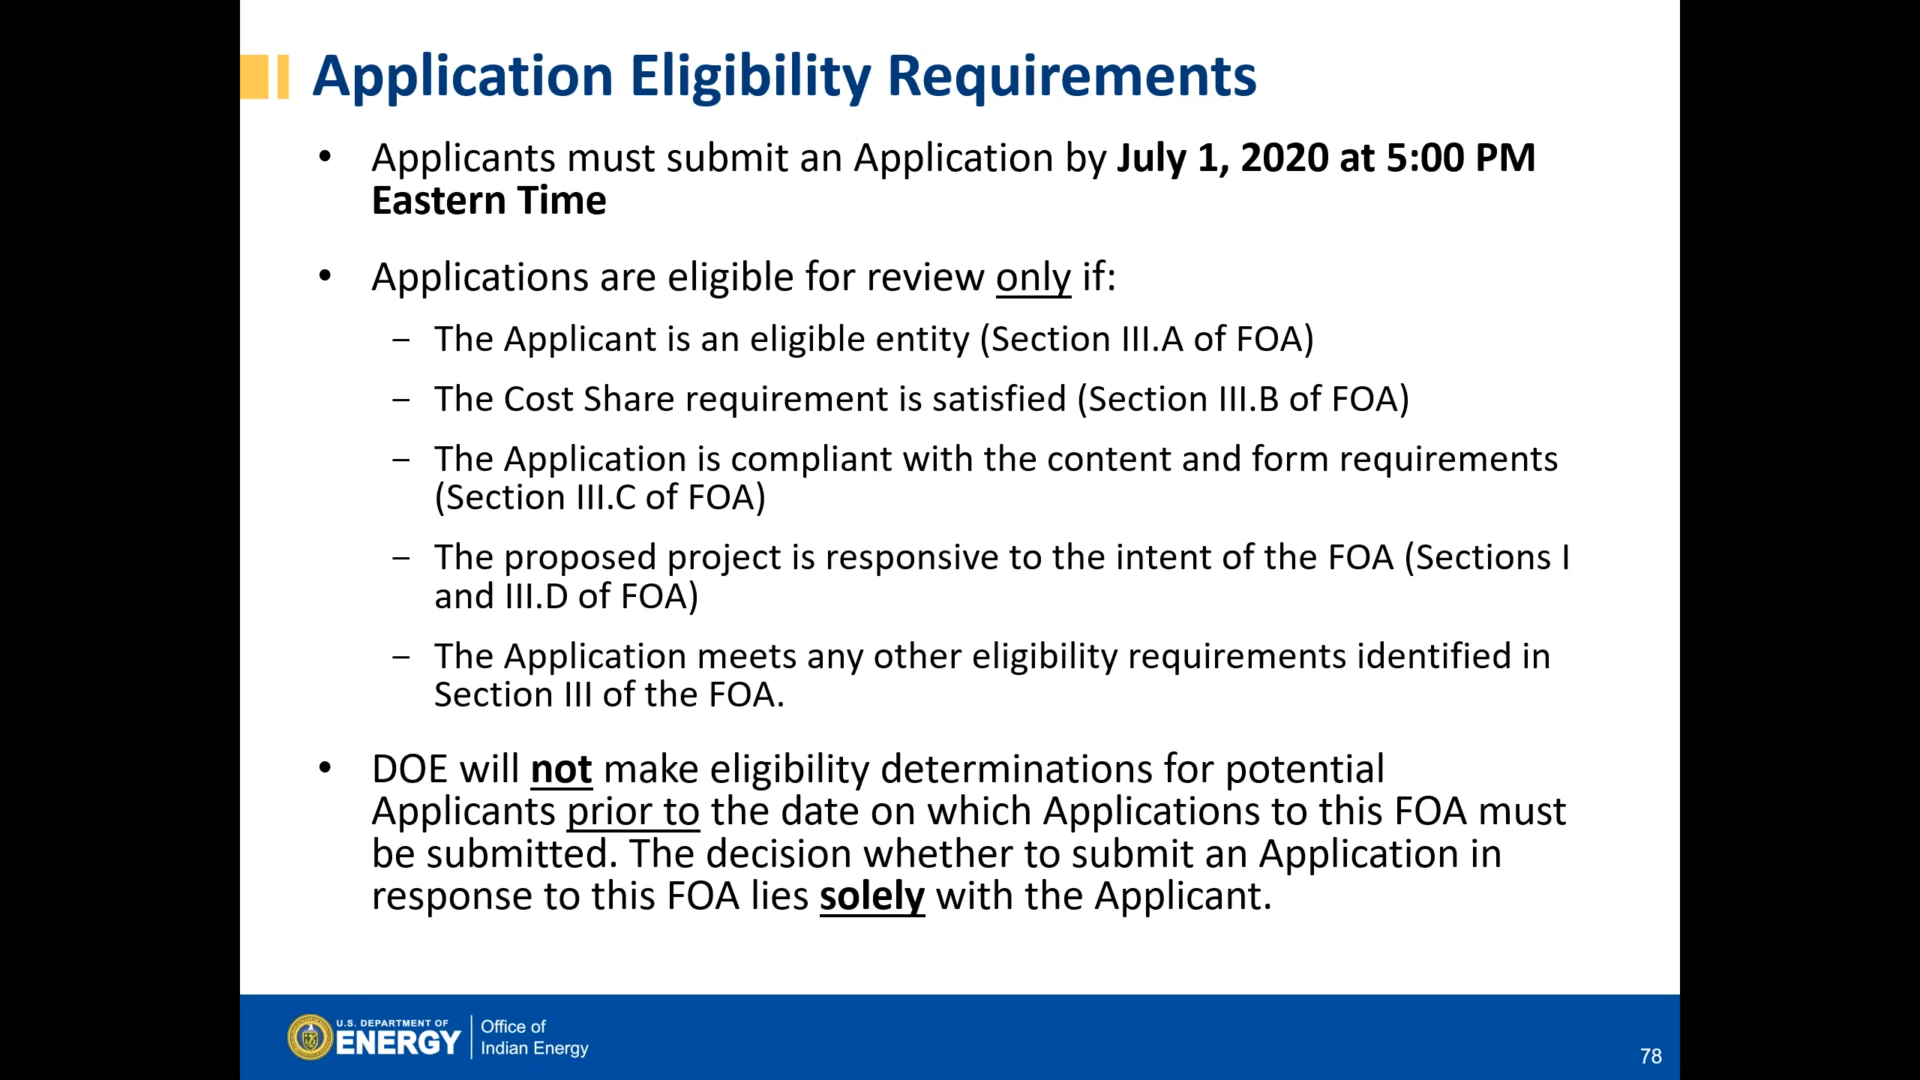 Application Eligibility Requirements
• Applicants must submit an Application by July 1, 2020 at 5:00 PM
Eastern Time
• Applications are eligible for review only if:
– The Applicant is an eligible entity (Section III.A of FOA)
– The Cost Share requirement is satisfied (Section III.B of FOA)
– The Application is compliant with the content and form requirements
(Section III.C of FOA)
– The proposed project is responsive to the intent of the FOA (Sections I
and III.D of FOA)
– The Application meets any other eligibility requirements identified in
Section III of the FOA.
• DOE will not make eligibility determinations for potential
Applicants prior to the date on which Applications to this FOA must
be submitted. The decision whether to submit an Application in
response to this FOA lies solely with the Applicant.
U.S. DEPARTMENT OF
ENERGY
Office of
Indian Energy
78